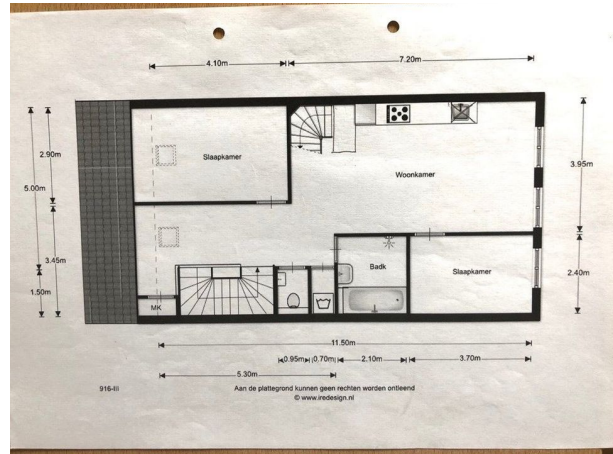 4.10m
7.20m
2.90m
5.00m
3.45m
1.50m
Slaapkamer
Woonkamer
3.95m
Badk
Slaapkamer
2.40m
MK
11.50m
0.95m
0.70m
2.10m
3.70m
5.30m
916-III
Aan de plattegrond kunnen geen rechten worden ontleend
© www.iredesign.nl